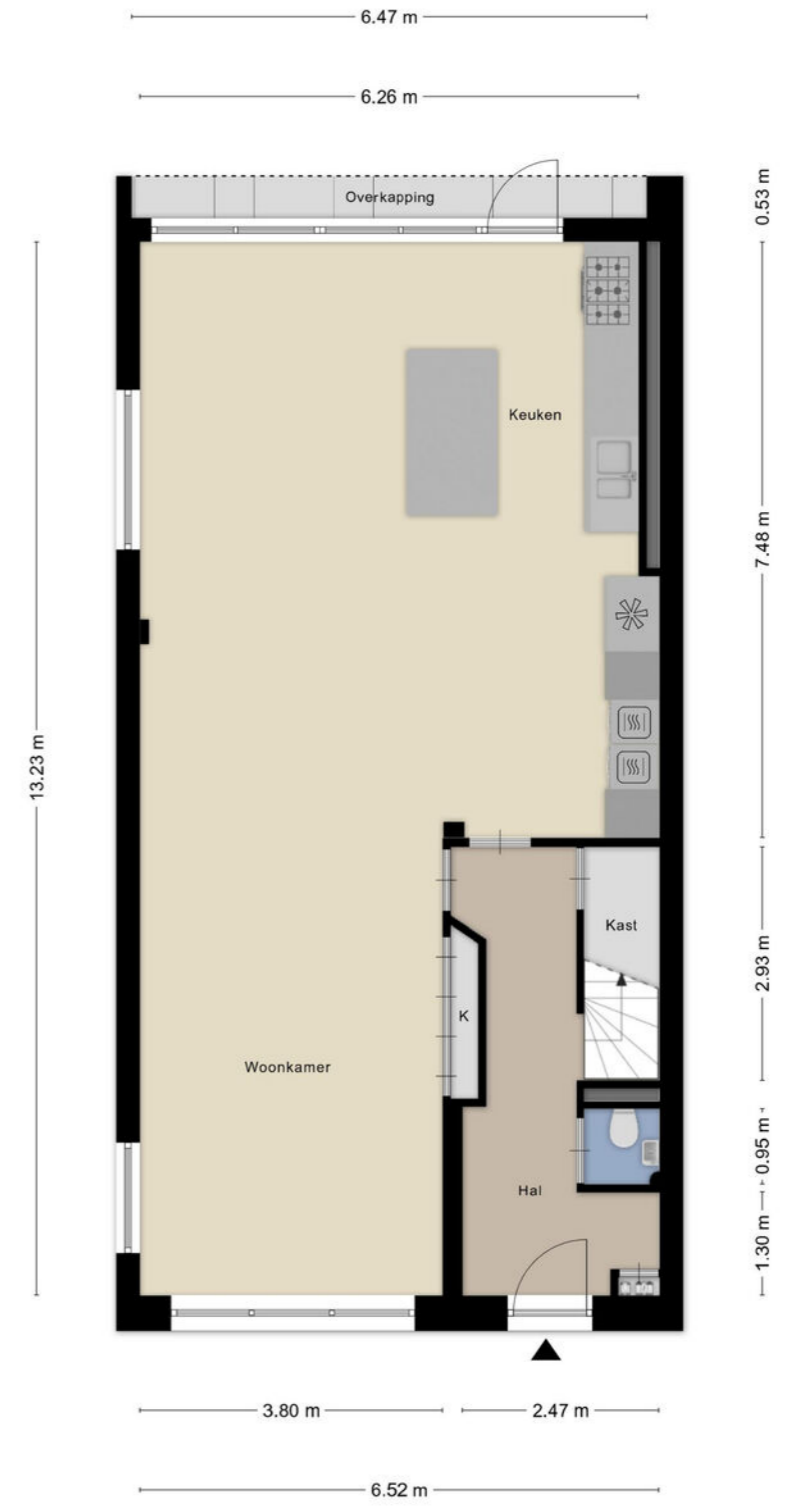 6.47 m
6.26 m
0.53 m
Overkapping
Keuken
7.48 m
13.23 m
Kast
2.93 m
K
Woonkamer
0.95 m
Hal
1.30 m
3.80 m
2.47 m
6.52 m